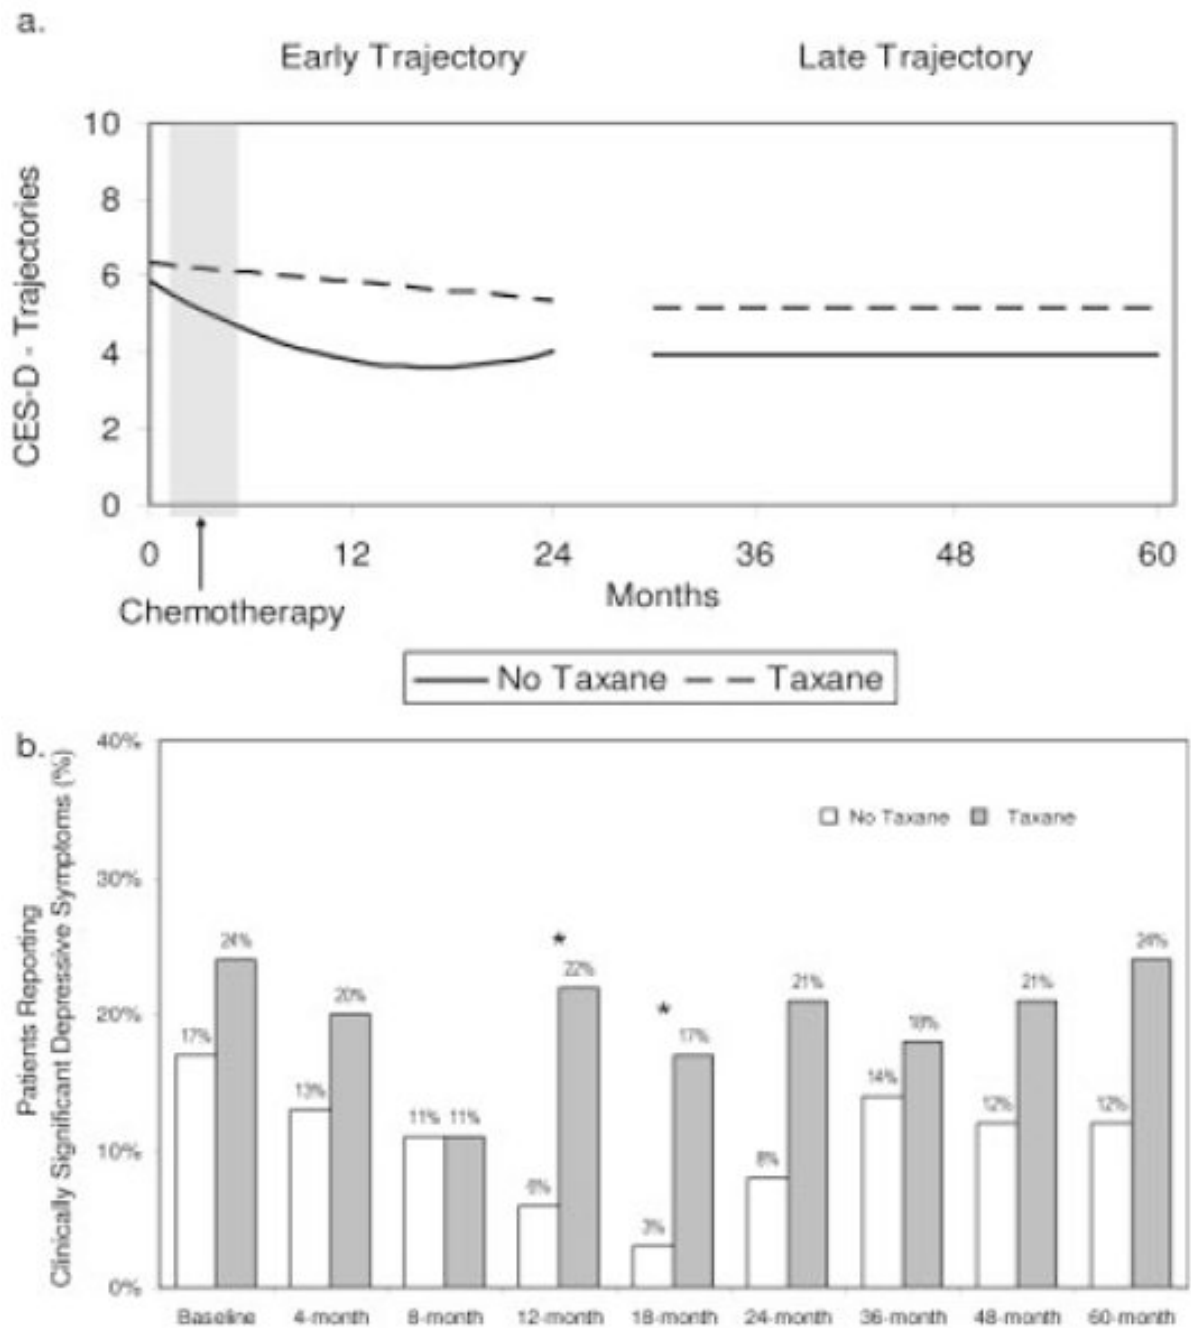 a.
Early Trajectory Late Trajectory
CES-D - Trajectories
10
8
6
4
2
0
0 12 24 36 48 60
Months
Chemotherapy
No Taxane Taxane
b.
Patients Reporting
Clinically Significant Depressive Symptoms (%)
40%
30%
20%
10%
0%
No Taxane Taxane
17% 24%
13% 20%
11% 11%
6% * 22%
3% * 17%
8% 21%
14% 18%
12% 21%
12% 24%
Baseline 4-month 8-month 12-month 18-month 24-month 36-month 48-month 60-month